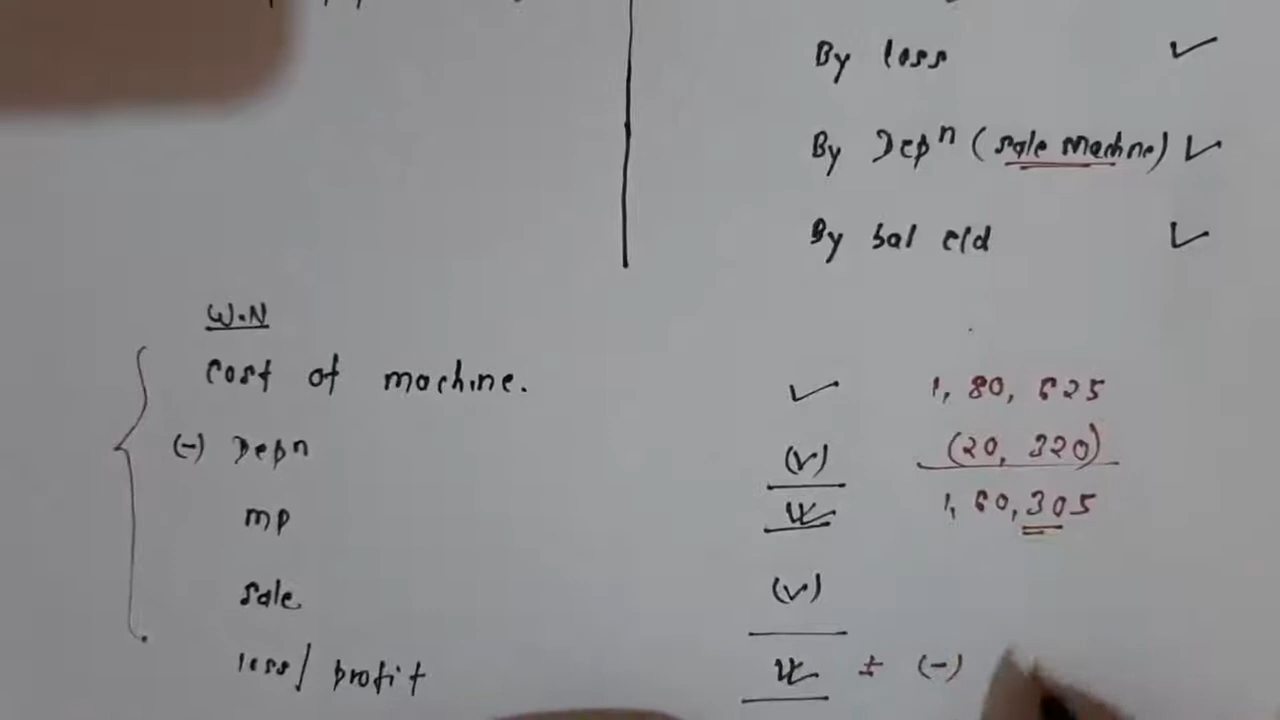 By loss ✓
By Depn (sale machne) ✓
By bal c/d ✓
W.N
cost of machine. ✓ 1, 80, 625
(-) Depn (✓) (20, 320)
mp ✓ 1, 60, 305
sale (✓)
loss/ profit ✓ ± (-)